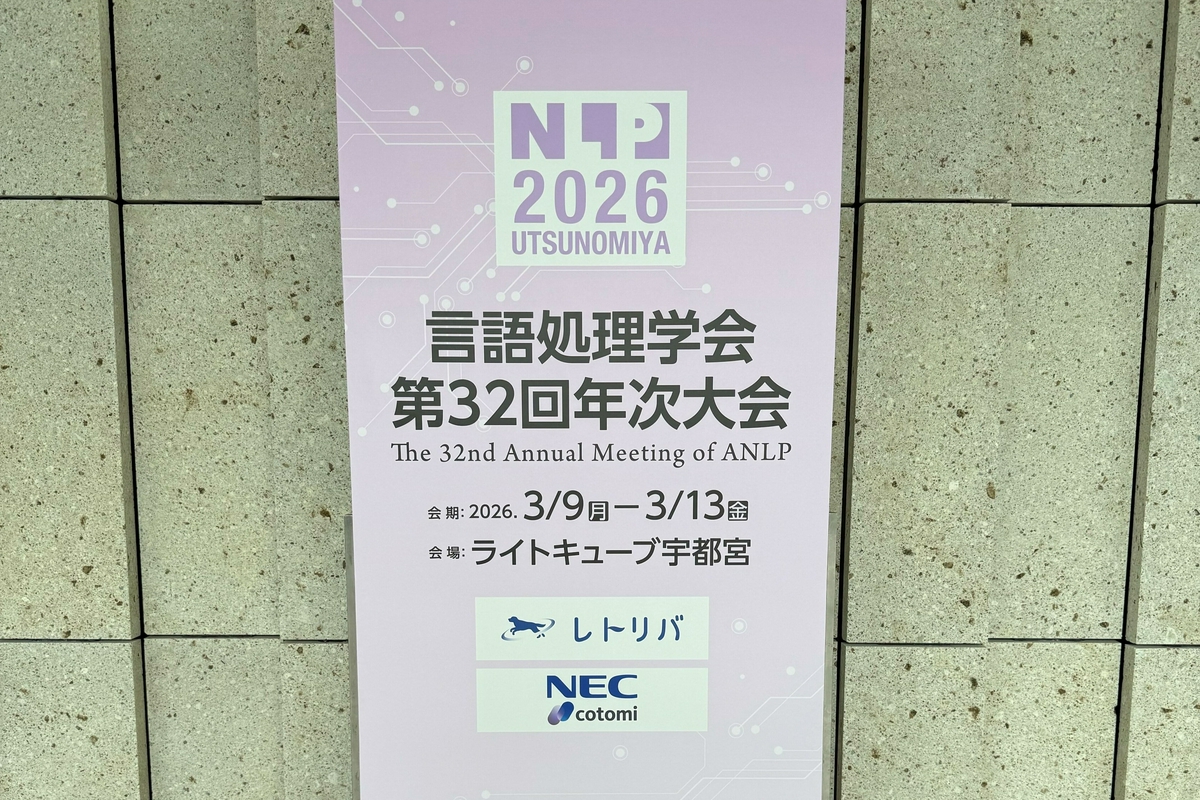 NLP
2026
UTSUNOMIYA
言語処理学会
第32回年次大会
The 32nd Annual Meeting of ANLP
会期：2026. 3/9月－3/13金
会場：ライトキューブ宇都宮
レトリバ
NEC
cotomi